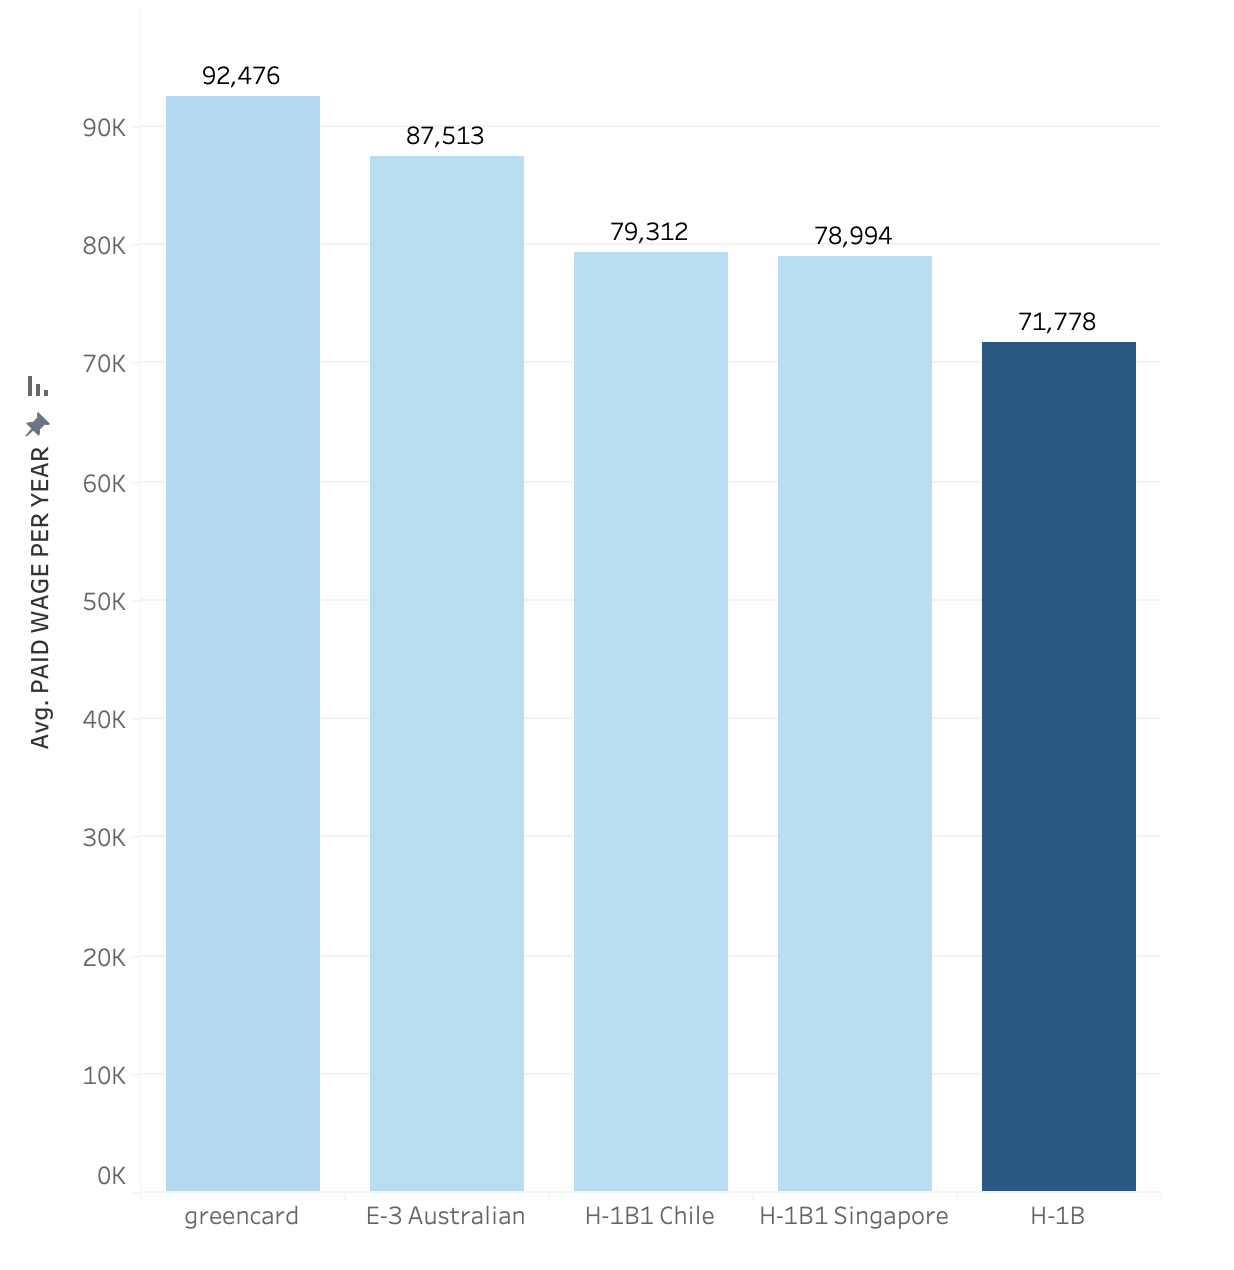 92,476
87,513
79,312
78,994
71,778
90K
80K
70K
60K
50K
40K
30K
20K
10K
0K
Avg. PAID WAGE PER YEAR
greencard
E-3 Australian
H-1B1 Chile
H-1B1 Singapore
H-1B